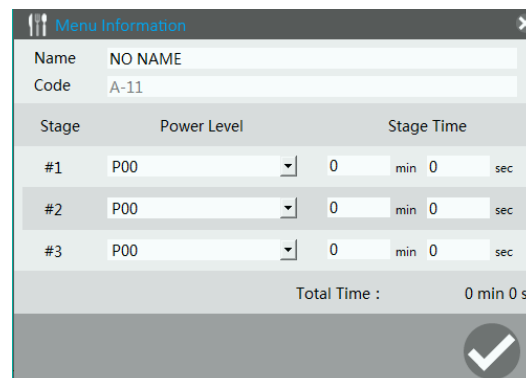 Menu Information
Name NO NAME
Code A-11
Stage Power Level Stage Time
#1 P00 0 min 0 sec
#2 P00 0 min 0 sec
#3 P00 0 min 0 sec
Total Time : 0 min 0 s